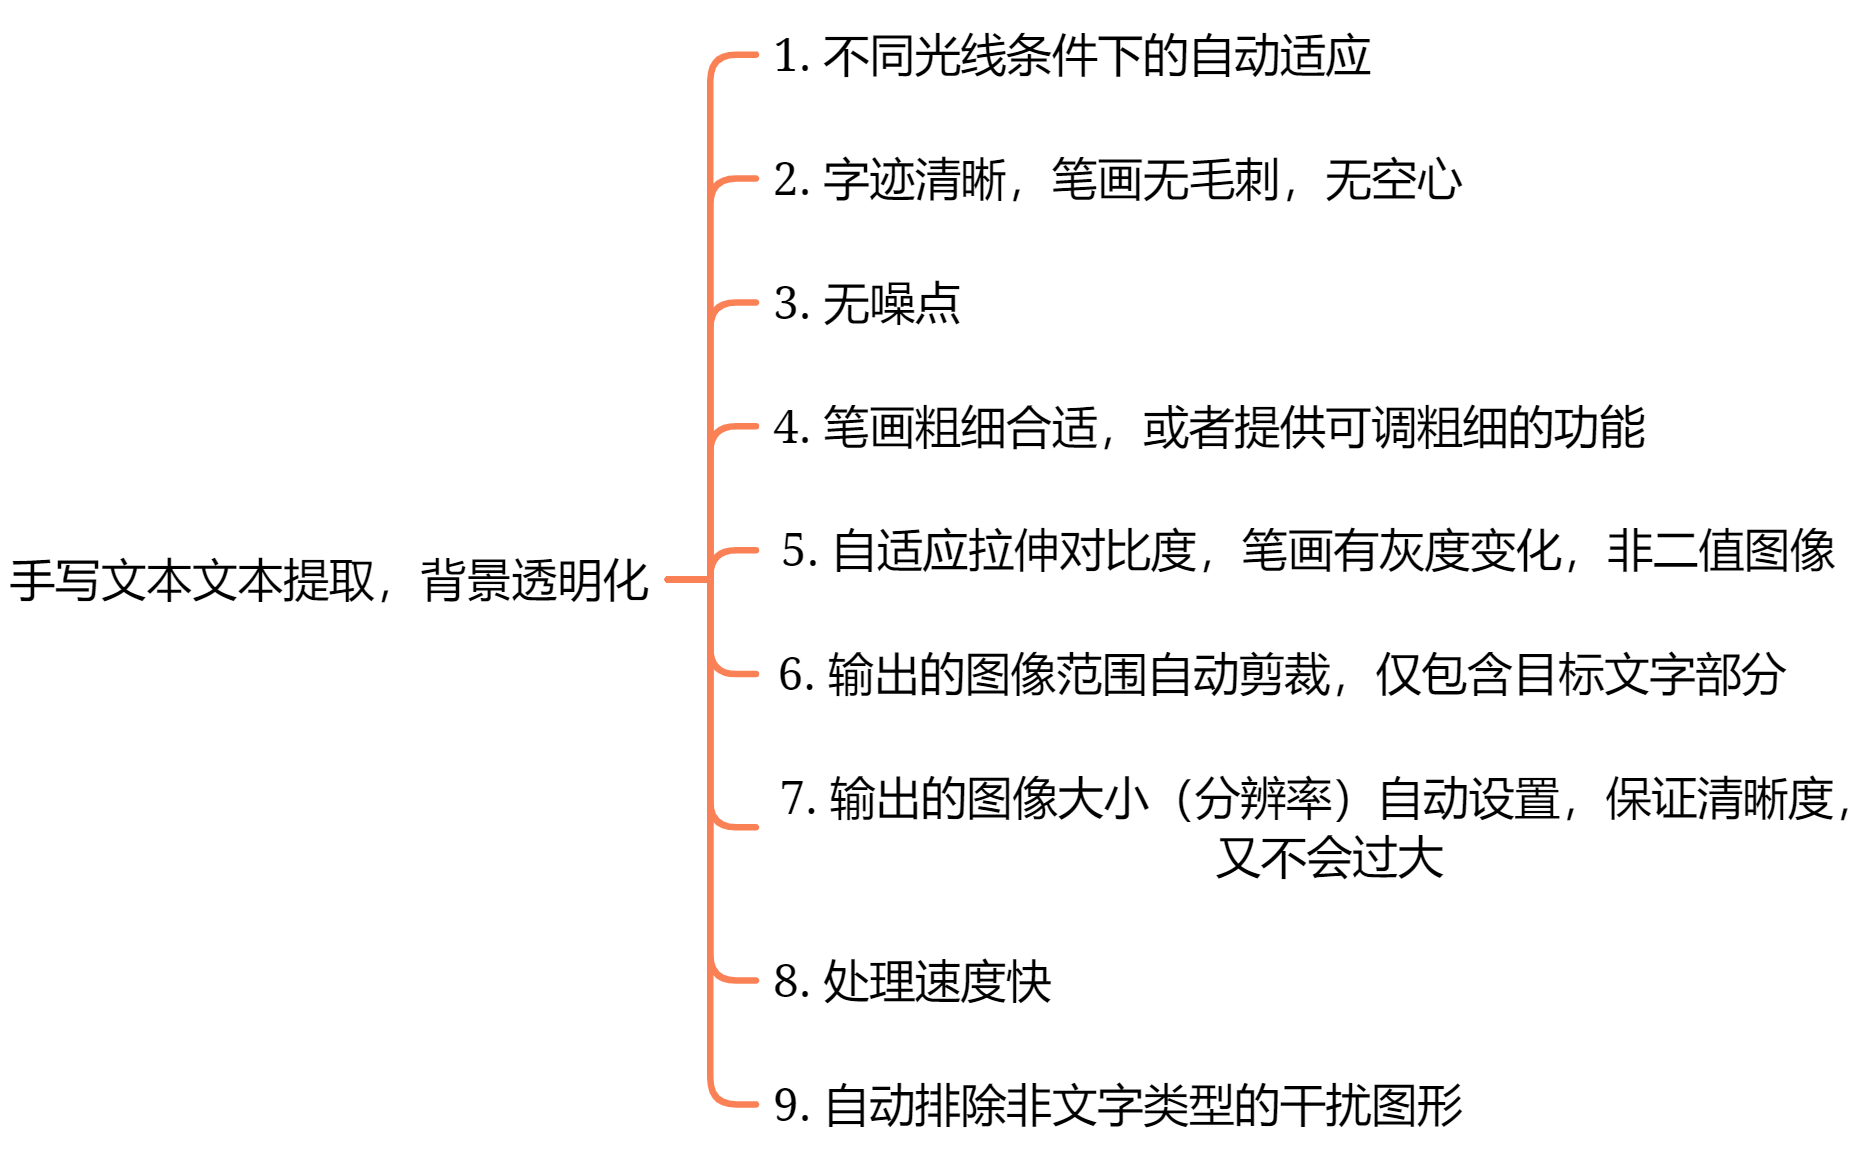 手写文本文本提取，背景透明化
1. 不同光线条件下的自动适应
2. 字迹清晰，笔画无毛刺，无空心
3. 无噪点
4. 笔画粗细合适，或者提供可调粗细的功能
5. 自适应拉伸对比度，笔画有灰度变化，非二值图像
6. 输出的图像范围自动剪裁，仅包含目标文字部分
7. 输出的图像大小（分辨率）自动设置，保证清晰度，
又不会过大
8. 处理速度快
9. 自动排除非文字类型的干扰图形